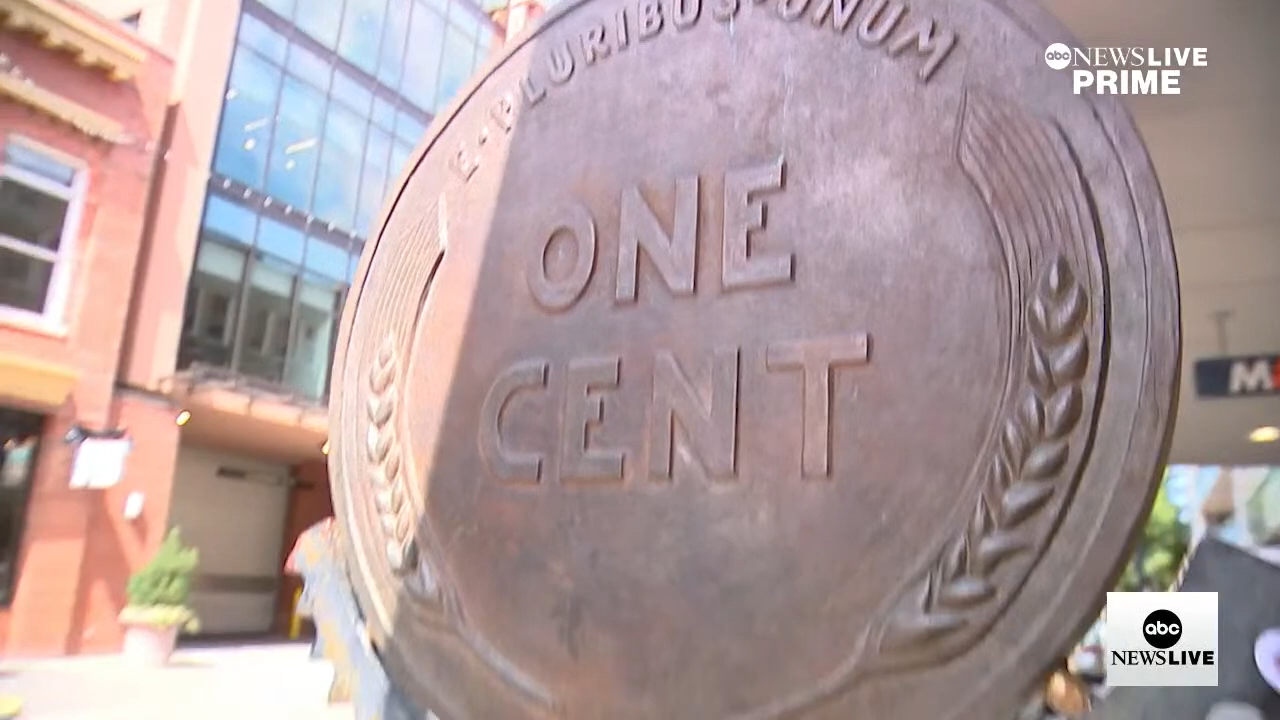 E·PLURIBUS·UNUM
ONE
CENT
abc NEWS LIVE
PRIME
abc
NEWS LIVE